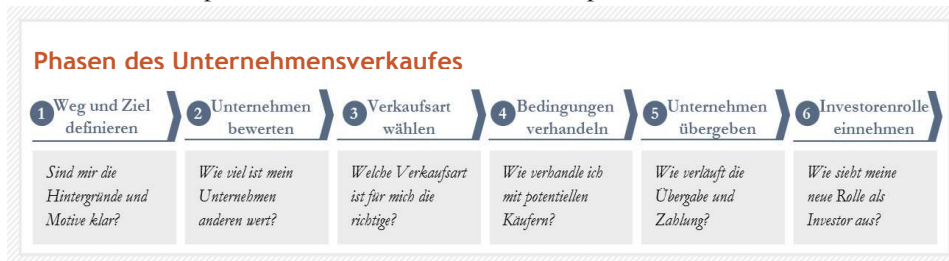 Phasen des Unternehmensverkaufes
1 Weg und Ziel
definieren
2 Unternehmen
bewerten
3 Verkaufsart
wählen
4 Bedingungen
verhandeln
5 Unternehmen
übergeben
6 Investorenrolle
einnehmen
Sind mir die
Hintergründe und
Motive klar?
Wie viel ist mein
Unternehmen
anderen wert?
Welche Verkaufsart
ist für mich die
richtige?
Wie verhandle ich
mit potentiellen
Käufern?
Wie verläuft die
Übergabe und
Zahlung?
Wie sieht meine
neue Rolle als
Investor aus?